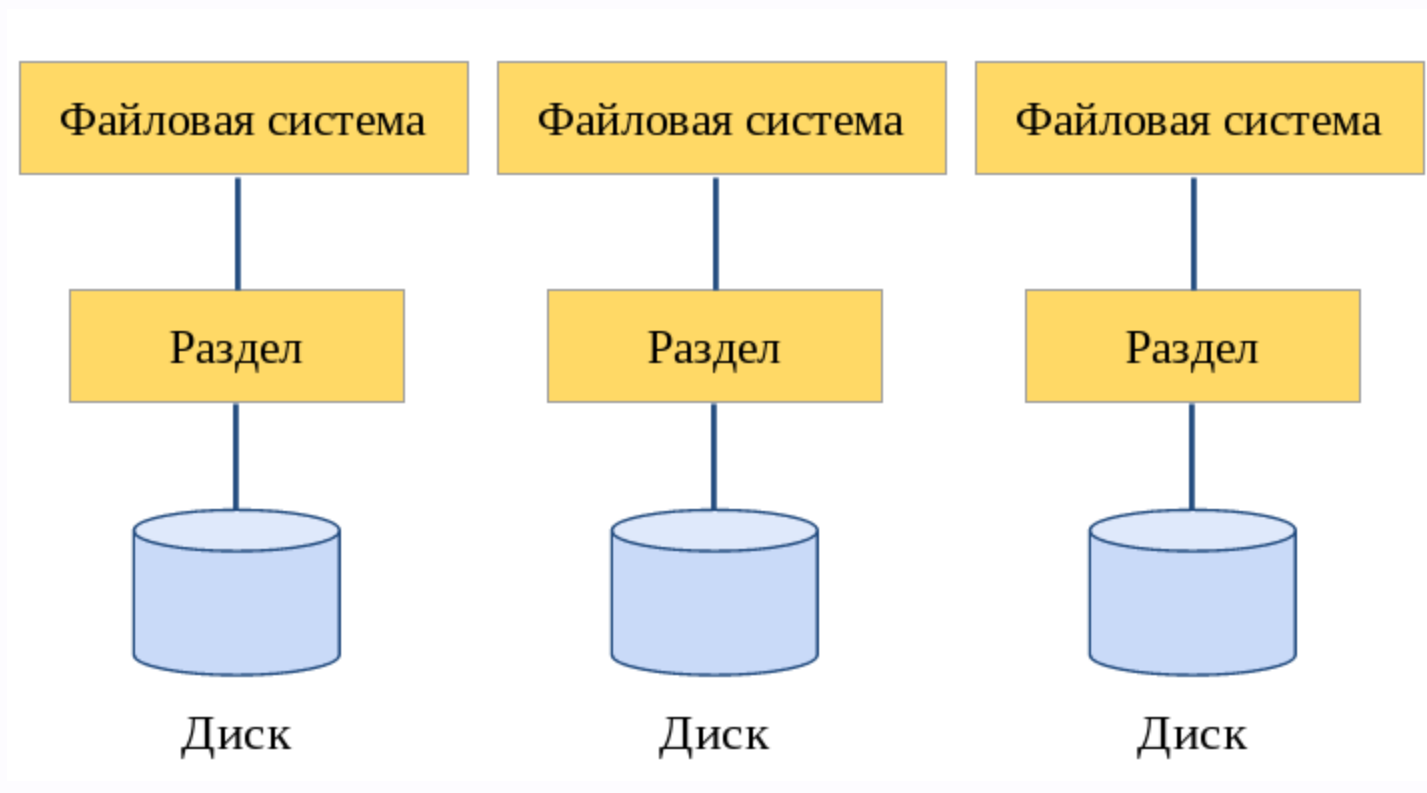 Файловая система
Файловая система
Файловая система
Раздел
Раздел
Раздел
Диск
Диск
Диск